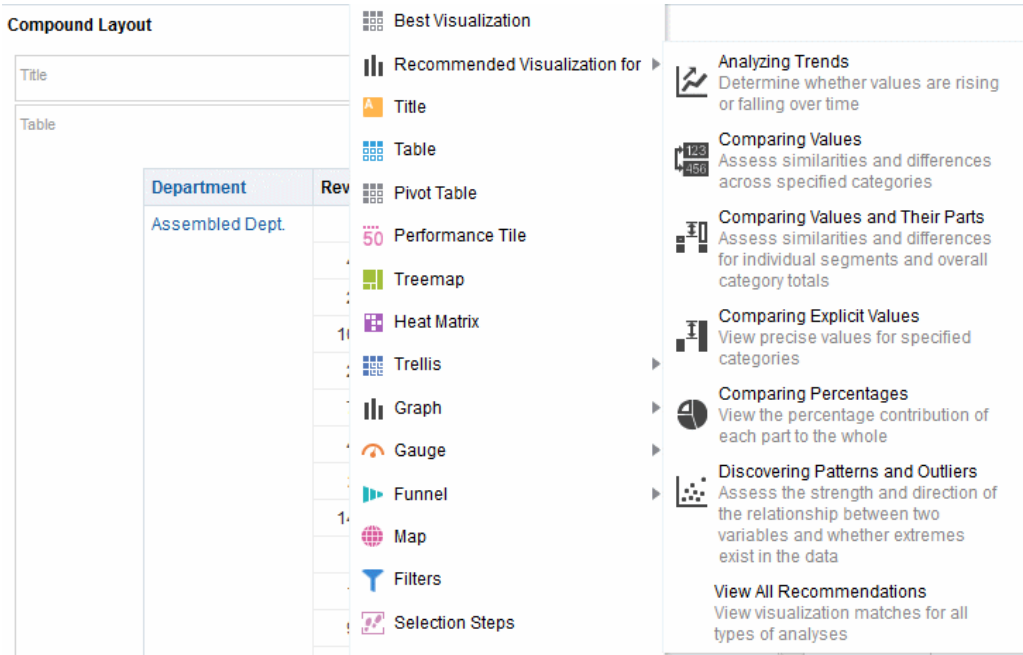 Compound Layout
Title
Table
Department
Rev
Assembled Dept.
Best Visualization
Recommended Visualization for
Title
Table
Pivot Table
50
Performance Tile
Treemap
Heat Matrix
Trellis
Graph
Gauge
Funnel
Map
Filters
Selection Steps
Analyzing Trends
Determine whether values are rising
or falling over time
123
456
Comparing Values
Assess similarities and differences
across specified categories
Comparing Values and Their Parts
Assess similarities and differences
for individual segments and overall
category totals
Comparing Explicit Values
View precise values for specified
categories
Comparing Percentages
View the percentage contribution of
each part to the whole
Discovering Patterns and Outliers
Assess the strength and direction of
the relationship between two
variables and whether extremes
exist in the data
View All Recommendations
View visualization matches for all
types of analyses